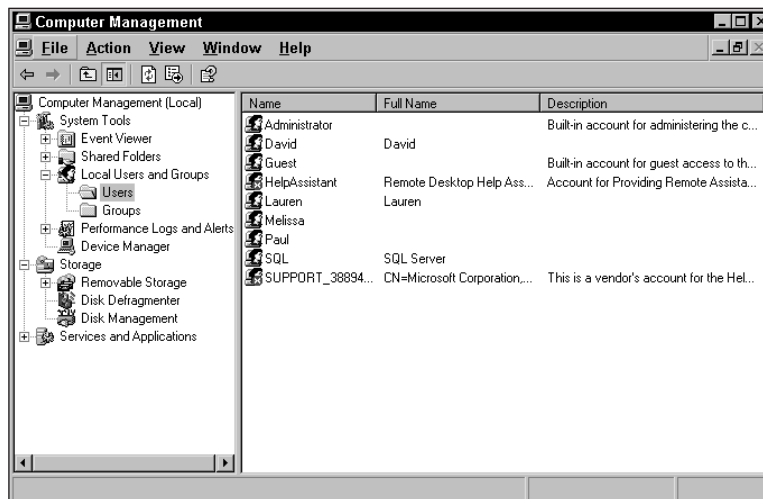 Computer Management
File Action View Window Help
Computer Management (Local)
System Tools
Event Viewer
Shared Folders
Local Users and Groups
Users
Groups
Performance Logs and Alerts
Device Manager
Storage
Removable Storage
Disk Defragmenter
Disk Management
Services and Applications
Name Full Name Description
Administrator Built-in account for administering the c...
David David
Guest Built-in account for guest access to th...
HelpAssistant Remote Desktop Help Ass... Account for Providing Remote Assista...
Lauren Lauren
Melissa
Paul
SQL SQL Server
SUPPORT_38894... CN=Microsoft Corporation,... This is a vendor's account for the Hel...